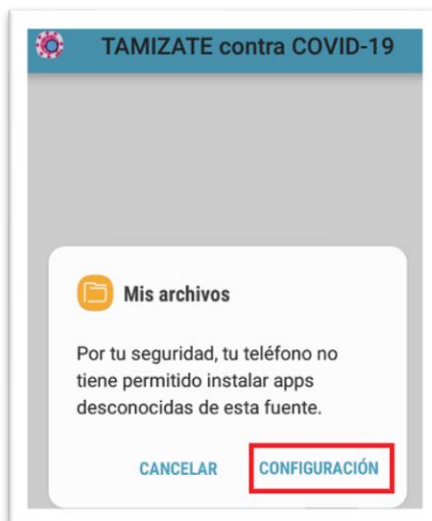 TAMIZATE contra COVID-19
Mis archivos
Por tu seguridad, tu teléfono no
tiene permitido instalar apps
desconocidas de esta fuente.
CANCELAR CONFIGURACIÓN